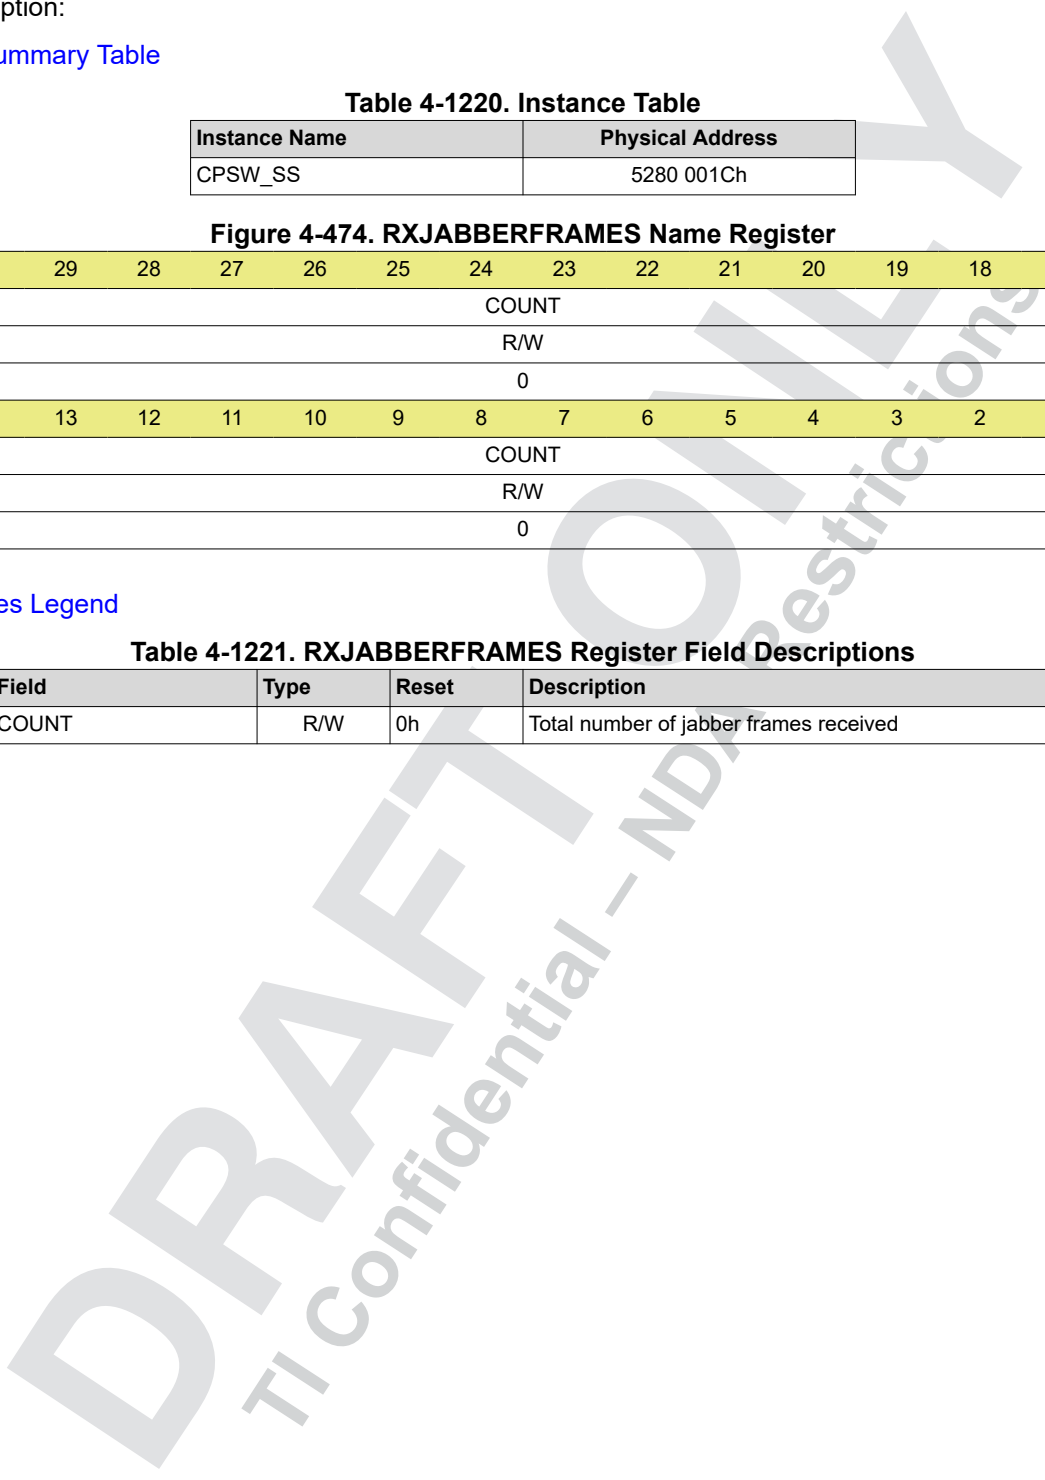 ption:
ummary Table
Table 4-1220. Instance Table
Instance Name Physical Address
CPSW_SS 5280 001Ch
Figure 4-474. RXJABBERFRAMES Name Register
29 28 27 26 25 24 23 22 21 20 19 18
COUNT
R/W
0
13 12 11 10 9 8 7 6 5 4 3 2
COUNT
R/W
0
es Legend
Table 4-1221. RXJABBERFRAMES Register Field Descriptions
Field Type Reset Description
COUNT R/W 0h Total number of jabber frames received
DRAFT ONLY
TI Confidential – NDA Restrictions